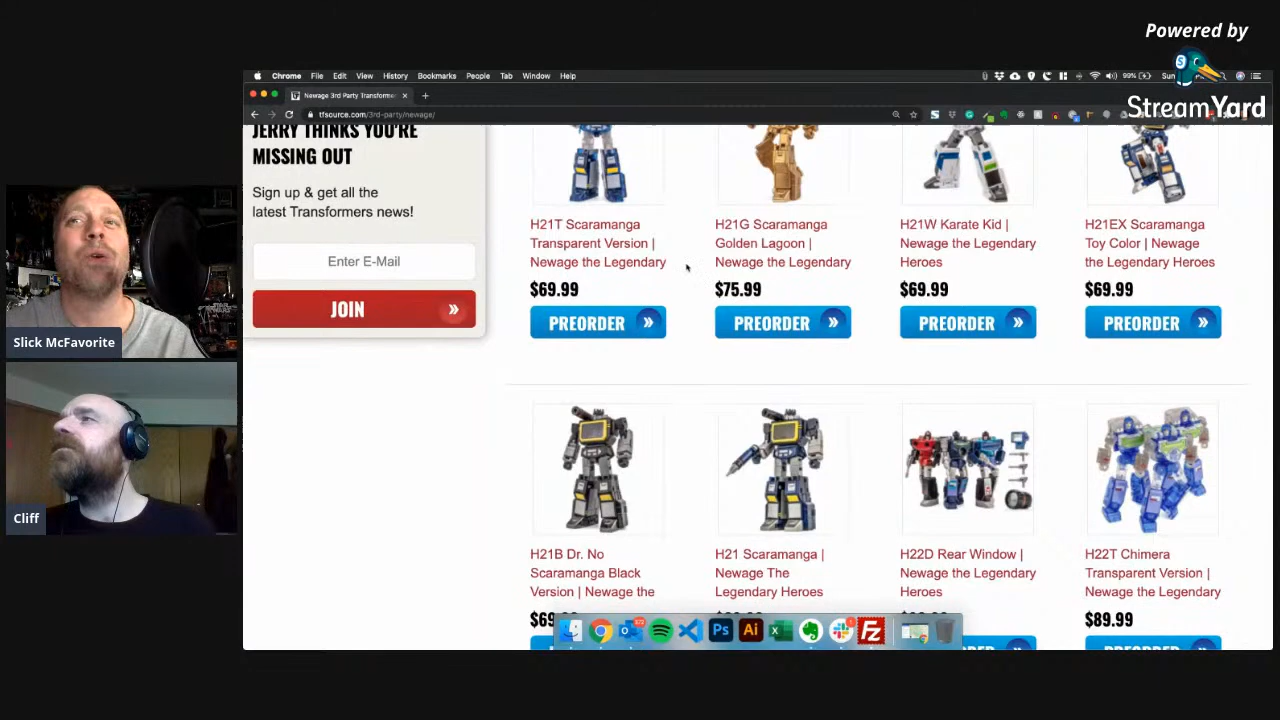 Powered by
StreamYard
Chrome File Edit View History Bookmarks People Tab Window Help
99%
Newage 3rd Party Transforme
tfsource.com/3rd-party/newage/
JERRY THINKS YOU'RE
MISSING OUT
Sign up & get all the
latest Transformers news!
Enter E-Mail
JOIN »
H21T Scaramanga
Transparent Version |
Newage the Legendary
$69.99
PREORDER »
H21G Scaramanga
Golden Lagoon |
Newage the Legendary
$75.99
PREORDER »
H21W Karate Kid |
Newage the Legendary
Heroes
$69.99
PREORDER »
H21EX Scaramanga
Toy Color | Newage
the Legendary Heroes
$69.99
PREORDER »
H21B Dr. No
Scaramanga Black
Version | Newage the
H21 Scaramanga |
Newage The
Legendary Heroes
H22D Rear Window |
Newage the Legendary
Heroes
H22T Chimera
Transparent Version |
Newage the Legendary
$89.99
PREORDER
Ps
Ai
Fz
Slick McFavorite
Cliff